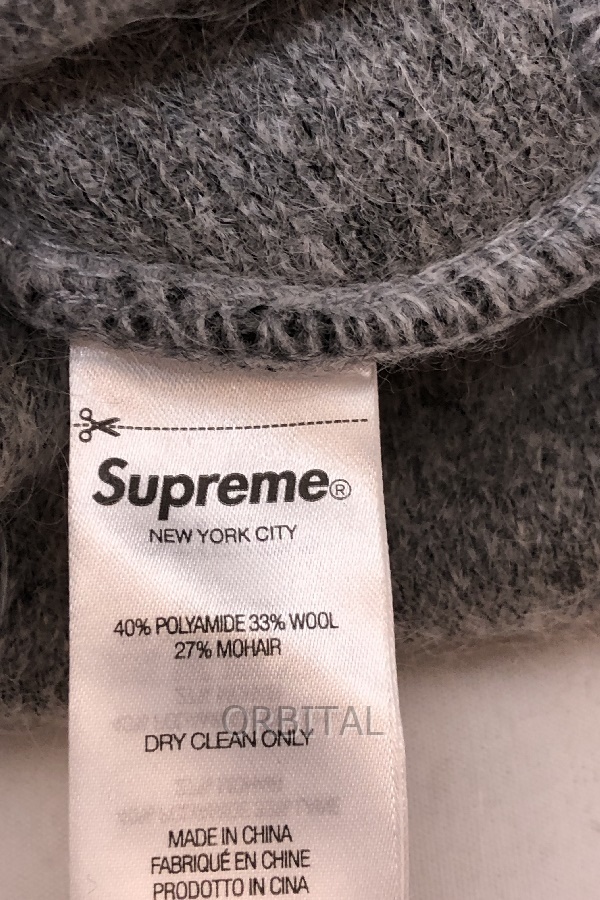 Supreme®
NEW YORK CITY
40% POLYAMIDE 33% WOOL
27% MOHAIR
ORBITAL
DRY CLEAN ONLY
MADE IN CHINA
FABRIQUÉ EN CHINE
PRODOTTO IN CINA